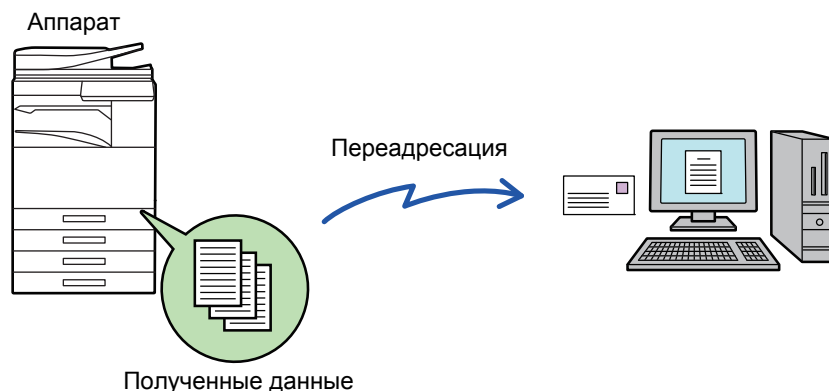 Аппарат
Переадресация
Полученные данные